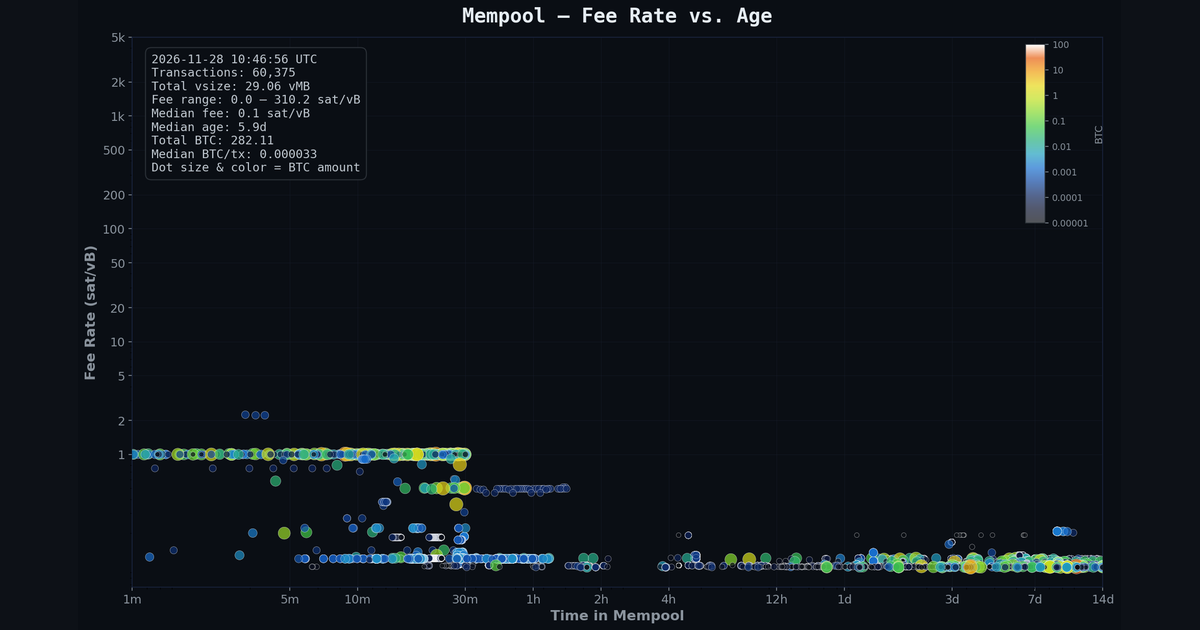 Mempool — Fee Rate vs. Age
2026-11-28 10:46:56 UTC
Transactions: 60,375
Total vsize: 29.06 vMB
Fee range: 0.0 – 310.2 sat/vB
Median fee: 0.1 sat/vB
Median age: 5.9d
Total BTC: 282.11
Median BTC/tx: 0.000033
Dot size & color = BTC amount
100
10
1
0.1
0.01
0.001
0.0001
0.00001
BTC
Fee Rate (sat/vB)
5k
2k
1k
500
200
100
50
20
10
5
2
1
1m
5m
10m
30m
1h
2h
4h
12h
1d
3d
7d
14d
Time in Mempool